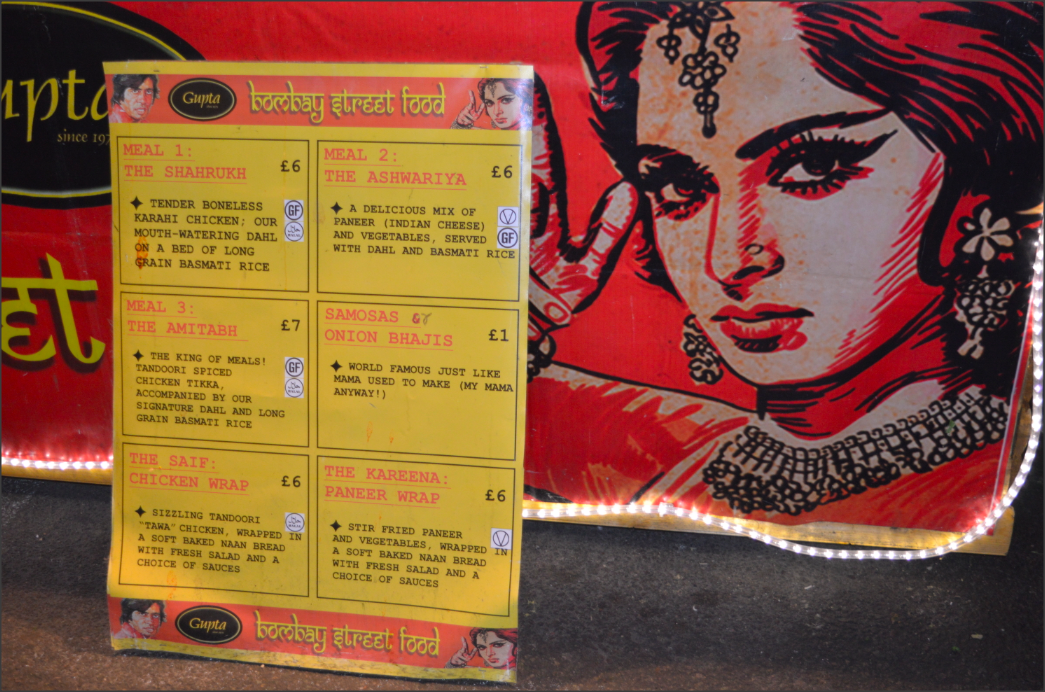 upta
since 197
et
Gupta
bombay street food
MEAL 1:
THE SHAHRUKH
£6
TENDER BONELESS
KARAHI CHICKEN; OUR
MOUTH-WATERING DAHL
ON A BED OF LONG
GRAIN BASMATI RICE
GF
MEAL 2:
THE ASHWARIYA
£6
A DELICIOUS MIX OF
PANEER (INDIAN CHEESE)
AND VEGETABLES, SERVED
WITH DAHL AND BASMATI RICE
V
GF
MEAL 3:
THE AMITABH
£7
THE KING OF MEALS!
TANDOORI SPICED
CHICKEN TIKKA,
ACCOMPANIED BY OUR
SIGNATURE DAHL AND LONG
GRAIN BASMATI RICE
GF
SAMOSAS &
ONION BHAJIS
£1
WORLD FAMOUS JUST LIKE
MAMA USED TO MAKE (MY MAMA
ANYWAY!)
THE SAIF:
CHICKEN WRAP
£6
SIZZLING TANDOORI
"TAWA" CHICKEN, WRAPPED IN
A SOFT BAKED NAAN BREAD
WITH FRESH SALAD AND A
CHOICE OF SAUCES
THE KAREENA:
PANEER WRAP
£6
STIR FRIED PANEER
AND VEGETABLES, WRAPPED IN
A SOFT BAKED NAAN BREAD
WITH FRESH SALAD AND A
CHOICE OF SAUCES
V
Gupta
bombay street food